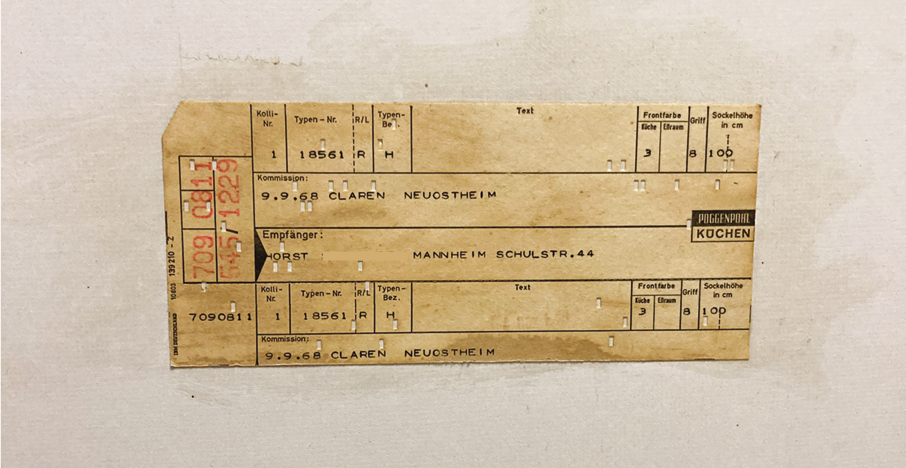 Kolli-Nr. Typen-Nr. R/L Typen-Bez. Text Frontfarbe Küche Eßraum Griff Sockelhöhe in cm
1 18561 R H 3 8 100
Kommission:
9.9.68 CLAREN NEUOSTHEIM
709 0811
545/1229
POGGENPOHL
KÜCHEN
Empfänger:
HORST MANNHEIM SCHULSTR.44
Kolli-Nr. Typen-Nr. R/L Typen-Bez. Text Frontfarbe Küche Eßraum Griff Sockelhöhe in cm
7090811 1 18561 R H 3 8 100
Kommission:
9.9.68 CLAREN NEUOSTHEIM